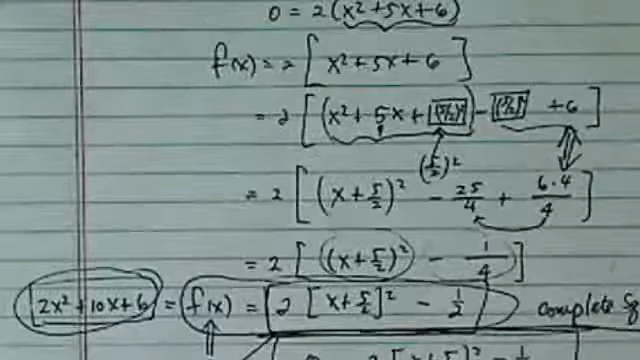 0 = 2(x²+5x+6)
f(x) = 2[x²+5x+6]
= 2[(x²+5x+(5/2)²)-(5/2)² +6]
(5/2)²
= 2[(x+5/2)² - 25/4 + 6·4/4]
= 2[(x+5/2)² - 1/4]
2x²+10x+6 = f(x) = 2[x+5/2]² - 1/2 complete Sq